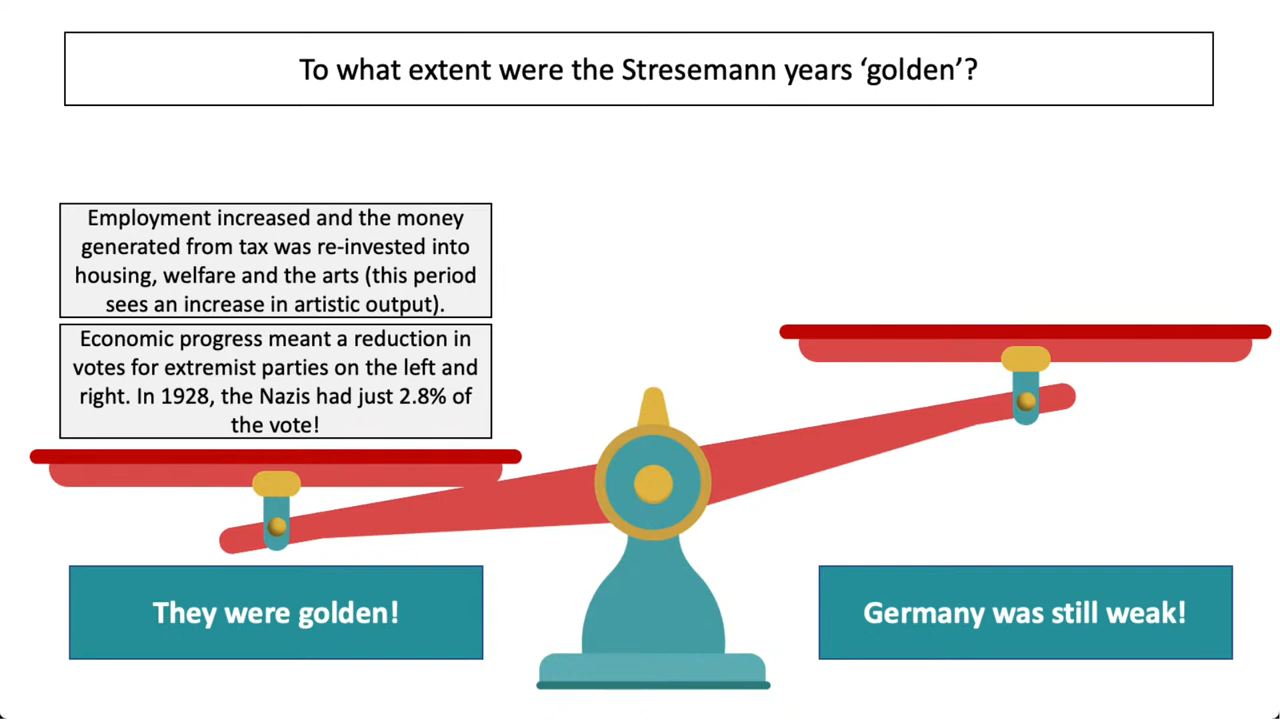 To what extent were the Stresemann years ‘golden’?
Employment increased and the money
generated from tax was re-invested into
housing, welfare and the arts (this period
sees an increase in artistic output).
Economic progress meant a reduction in
votes for extremist parties on the left and
right. In 1928, the Nazis had just 2.8% of
the vote!
They were golden!
Germany was still weak!